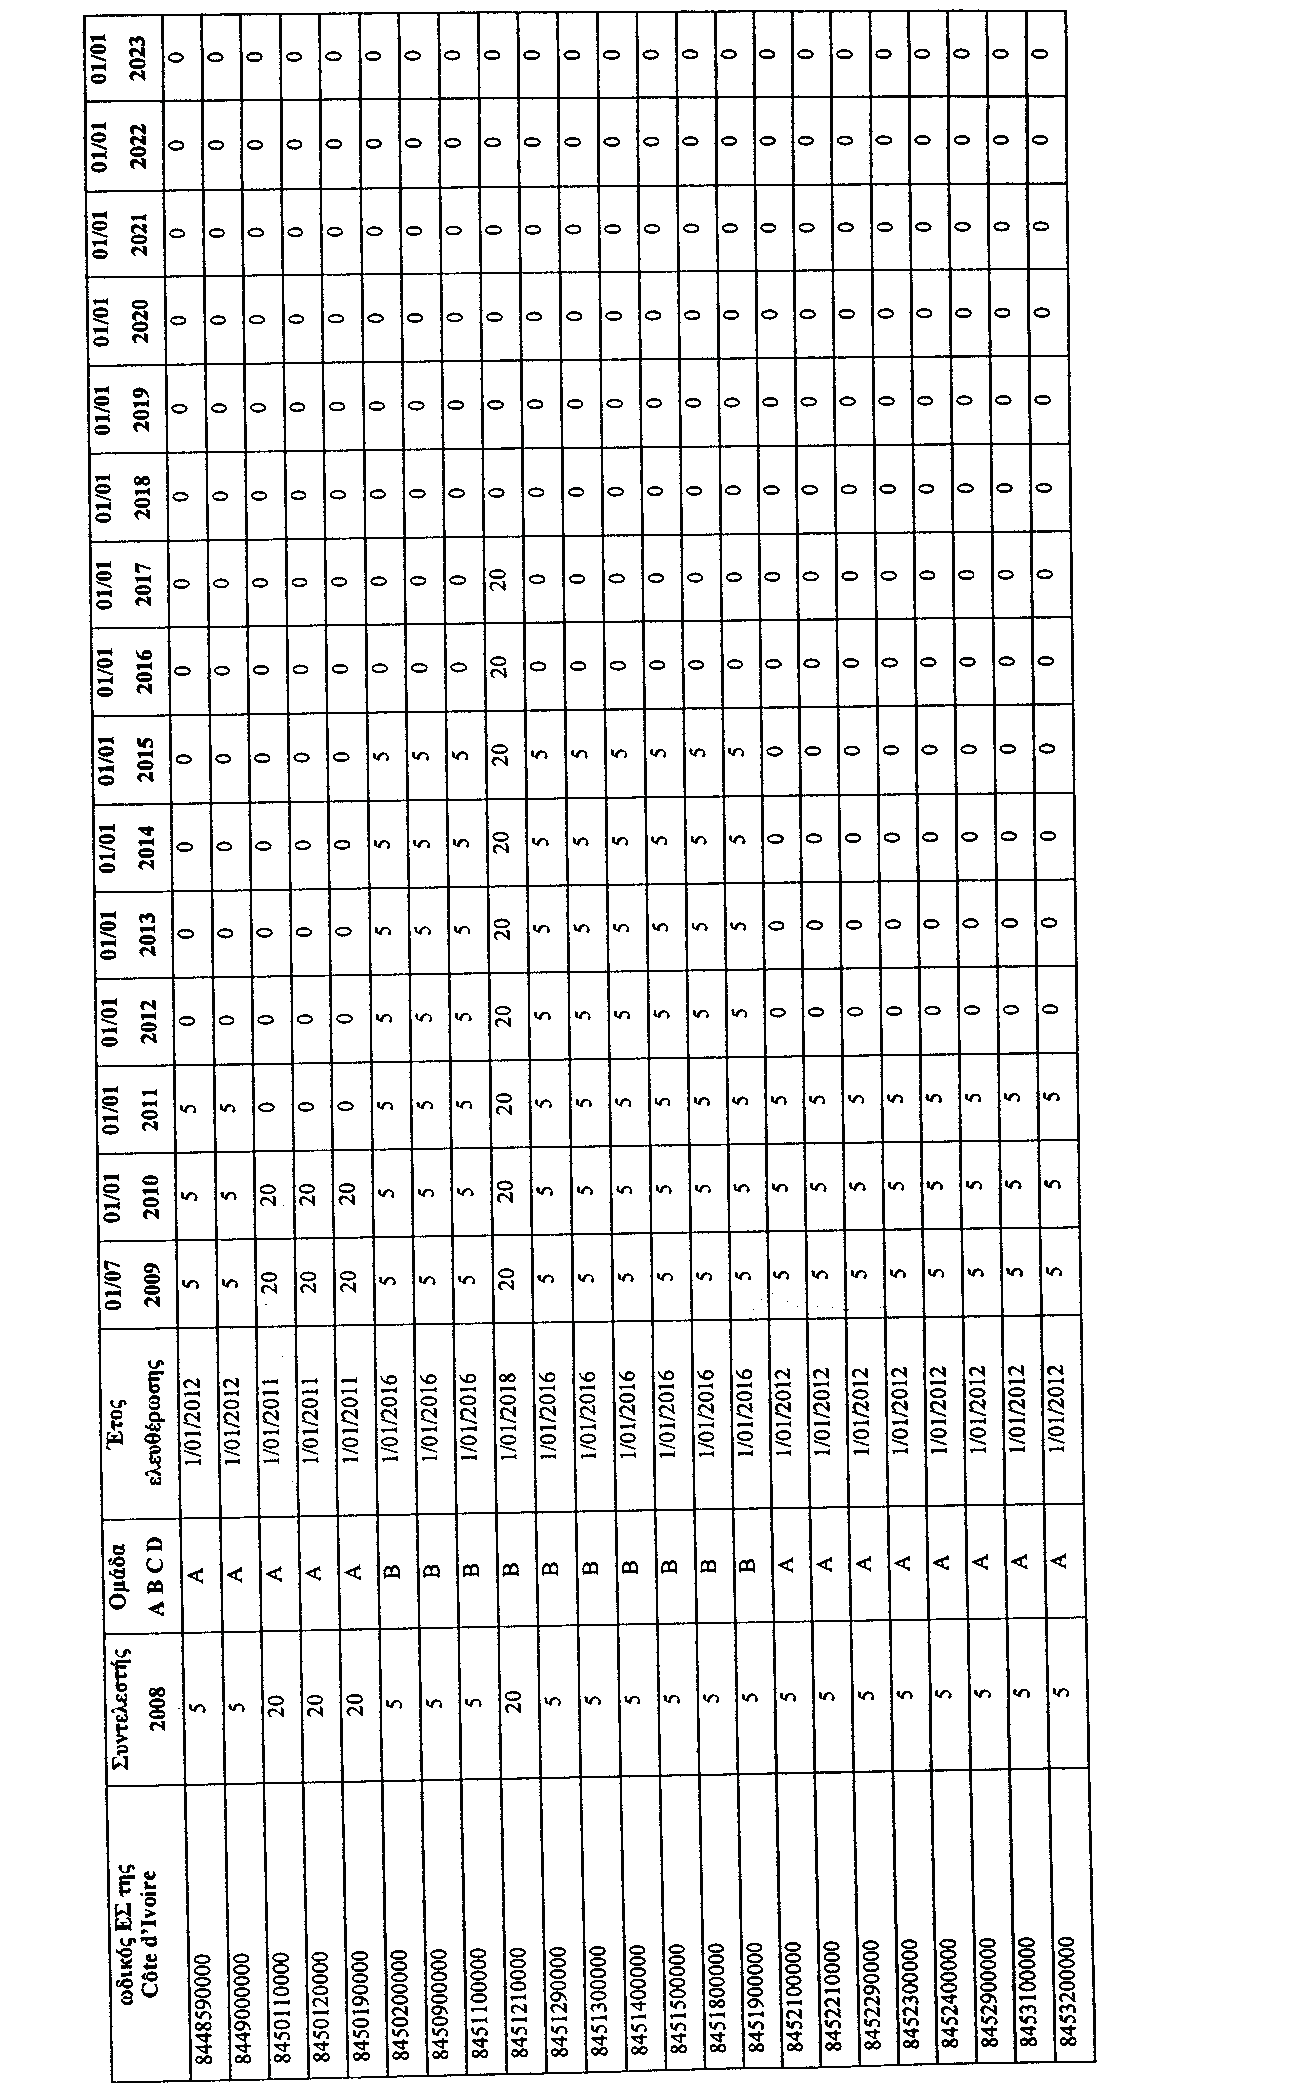 ωδικός ΕΣ της Côte d'Ivoire Συντελεστής 2008 Ομάδα A B C D Έτος ελευθέρωσης 01/07 2009 01/01 2010 01/01 2011 01/01 2012 01/01 2013 01/01 2014 01/01 2015 01/01 2016 01/01 2017 01/01 2018 01/01 2019 01/01 2020 01/01 2021 01/01 2022 01/01 2023
8448590000 5 A 1/01/2012 5 5 5 0 0 0 0 0 0 0 0 0 0 0 0
8449000000 5 A 1/01/2012 5 5 5 0 0 0 0 0 0 0 0 0 0 0 0
8450110000 20 A 1/01/2011 20 20 0 0 0 0 0 0 0 0 0 0 0 0 0
8450120000 20 A 1/01/2011 20 20 0 0 0 0 0 0 0 0 0 0 0 0 0
8450190000 20 A 1/01/2011 20 20 0 0 0 0 0 0 0 0 0 0 0 0 0
8450200000 5 B 1/01/2016 5 5 5 5 5 5 5 0 0 0 0 0 0 0 0
8450900000 5 B 1/01/2016 5 5 5 5 5 5 5 0 0 0 0 0 0 0 0
8451100000 5 B 1/01/2016 5 5 5 5 5 5 5 0 0 0 0 0 0 0 0
8451210000 20 B 1/01/2018 20 20 20 20 20 20 20 20 20 0 0 0 0 0 0
8451290000 5 B 1/01/2016 5 5 5 5 5 5 5 0 0 0 0 0 0 0 0
8451300000 5 B 1/01/2016 5 5 5 5 5 5 5 0 0 0 0 0 0 0 0
8451400000 5 B 1/01/2016 5 5 5 5 5 5 5 0 0 0 0 0 0 0 0
8451500000 5 B 1/01/2016 5 5 5 5 5 5 5 0 0 0 0 0 0 0 0
8451800000 5 B 1/01/2016 5 5 5 5 5 5 5 0 0 0 0 0 0 0 0
8451900000 5 B 1/01/2016 5 5 5 5 5 5 5 0 0 0 0 0 0 0 0
8452100000 5 A 1/01/2012 5 5 5 0 0 0 0 0 0 0 0 0 0 0 0
8452210000 5 A 1/01/2012 5 5 5 0 0 0 0 0 0 0 0 0 0 0 0
8452290000 5 A 1/01/2012 5 5 5 0 0 0 0 0 0 0 0 0 0 0 0
8452300000 5 A 1/01/2012 5 5 5 0 0 0 0 0 0 0 0 0 0 0 0
8452400000 5 A 1/01/2012 5 5 5 0 0 0 0 0 0 0 0 0 0 0 0
8452900000 5 A 1/01/2012 5 5 5 0 0 0 0 0 0 0 0 0 0 0 0
8453100000 5 A 1/01/2012 5 5 5 0 0 0 0 0 0 0 0 0 0 0 0
8453200000 5 A 1/01/2012 5 5 5 0 0 0 0 0 0 0 0 0 0 0 0